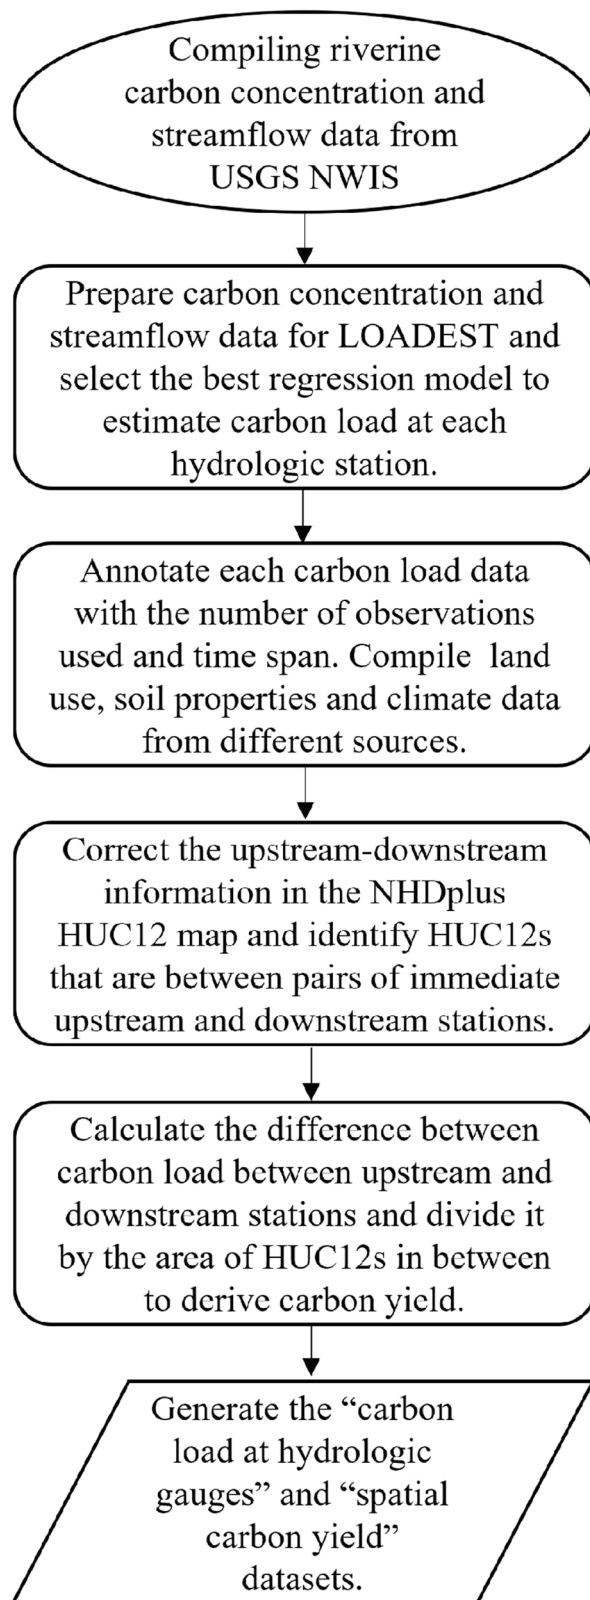 Compiling riverine
carbon concentration and
streamflow data from
USGS NWIS
Prepare carbon concentration and
streamflow data for LOADEST and
select the best regression model to
estimate carbon load at each
hydrologic station.
Annotate each carbon load data
with the number of observations
used and time span. Compile land
use, soil properties and climate data
from different sources.
Correct the upstream-downstream
information in the NHDplus
HUC12 map and identify HUC12s
that are between pairs of immediate
upstream and downstream stations.
Calculate the difference between
carbon load between upstream and
downstream stations and divide it
by the area of HUC12s in between
to derive carbon yield.
Generate the “carbon
load at hydrologic
gauges” and “spatial
carbon yield”
datasets.